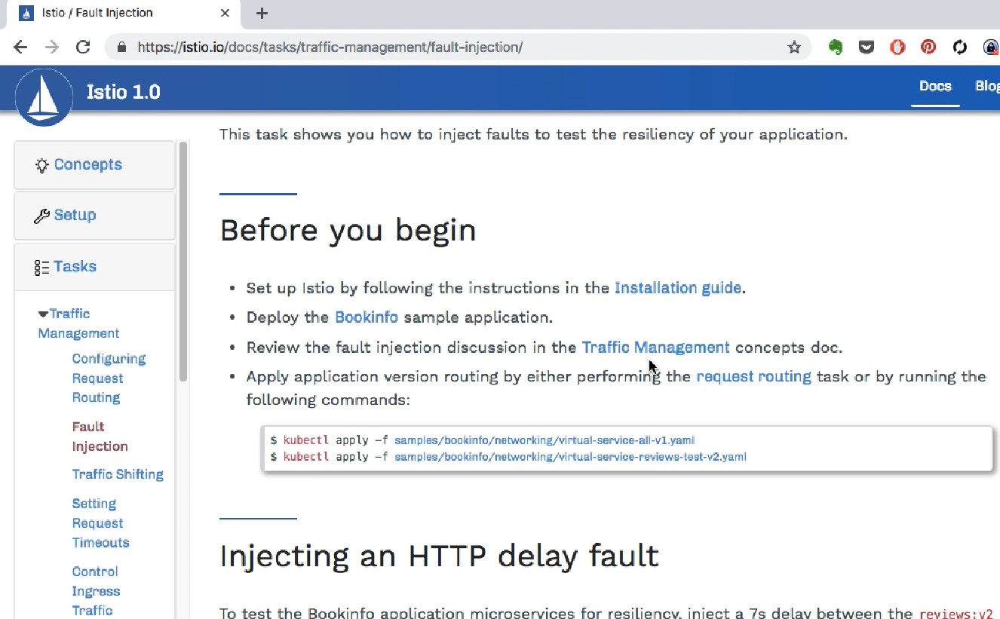 Istio / Fault Injection
https://istio.io/docs/tasks/traffic-management/fault-injection/
Istio 1.0
Docs
Blog
This task shows you how to inject faults to test the resiliency of your application.
Concepts
Setup
Tasks
Traffic
Management
Configuring
Request
Routing
Fault
Injection
Traffic Shifting
Setting
Request
Timeouts
Control
Ingress
Traffic
Before you begin
• Set up Istio by following the instructions in the Installation guide.
• Deploy the Bookinfo sample application.
• Review the fault injection discussion in the Traffic Management concepts doc.
• Apply application version routing by either performing the request routing task or by running the
following commands:
$ kubectl apply -f samples/bookinfo/networking/virtual-service-all-v1.yaml
$ kubectl apply -f samples/bookinfo/networking/virtual-service-reviews-test-v2.yaml
Injecting an HTTP delay fault
To test the Bookinfo application microservices for resiliency, inject a 7s delay between the reviews:v2